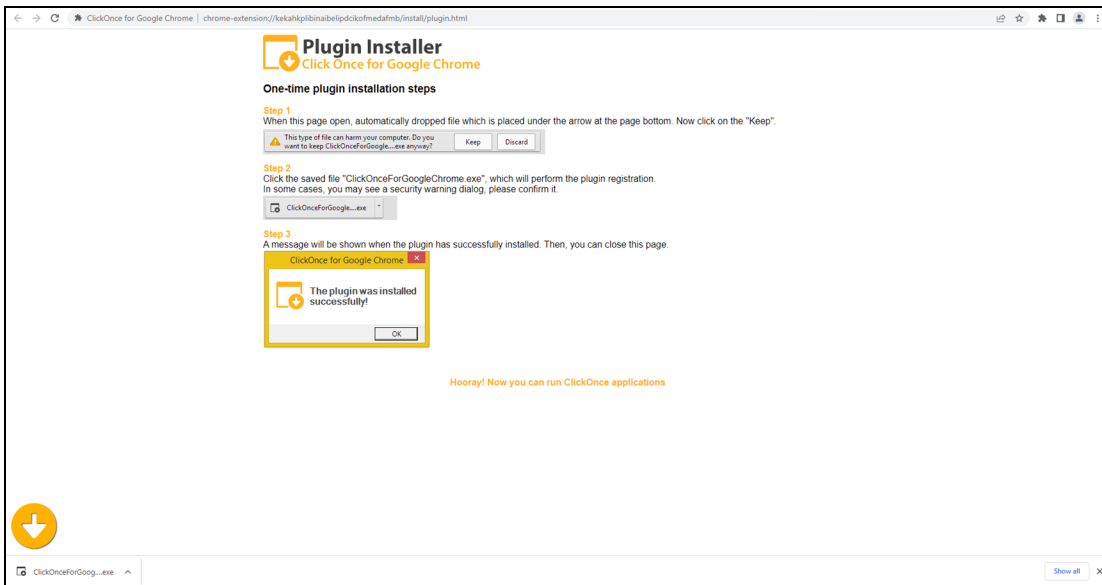 ClickOnce for Google Chrome | chrome-extension://kekahkplibinaibelipdcikofmedafmb/install/plugin.html
Plugin Installer
Click Once for Google Chrome
One-time plugin installation steps
Step 1
When this page open, automatically dropped file which is placed under the arrow at the page bottom. Now click on the "Keep".
This type of file can harm your computer. Do you
want to keep ClickOnceForGoogle....exe anyway?
Keep
Discard
Step 2
Click the saved file "ClickOnceForGoogleChrome.exe", which will perform the plugin registration.
In some cases, you may see a security warning dialog, please confirm it.
ClickOnceForGoogle....exe
Step 3
A message will be shown when the plugin has successfully installed. Then, you can close this page.
ClickOnce for Google Chrome
The plugin was installed
successfully!
OK
Hooray! Now you can run ClickOnce applications
ClickOnceForGoog....exe
Show all